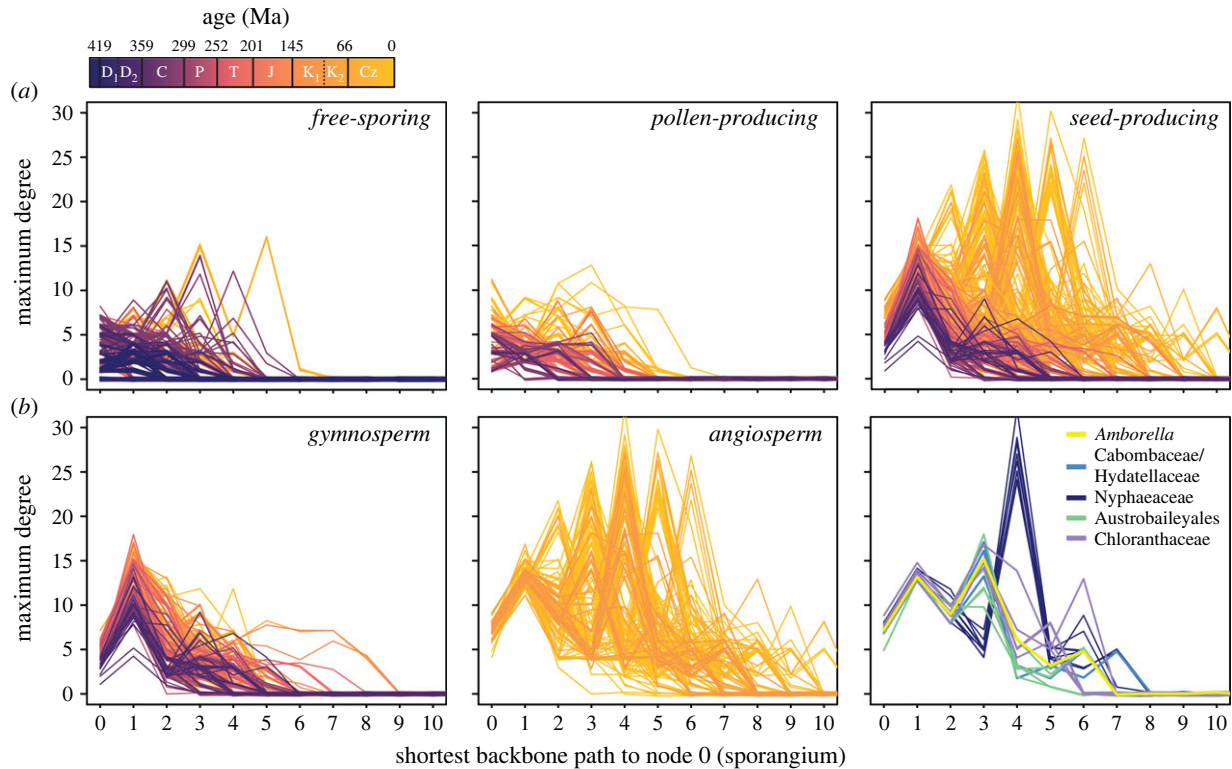 age (Ma)
419 359 299 252 201 145 66 0
D1 D2 C P T J K1 K2 Cz
(a)
free-sporing
pollen-producing
seed-producing
maximum degree
30
25
20
15
10
5
0
(b)
gymnosperm
angiosperm
Amborella
Cabombaceae/
Hydatellaceae
Nyphaeaceae
Austrobaileyales
Chloranthaceae
maximum degree
30
25
20
15
10
5
0
0 1 2 3 4 5 6 7 8 9 10
0 1 2 3 4 5 6 7 8 9 10
0 1 2 3 4 5 6 7 8 9 10
shortest backbone path to node 0 (sporangium)